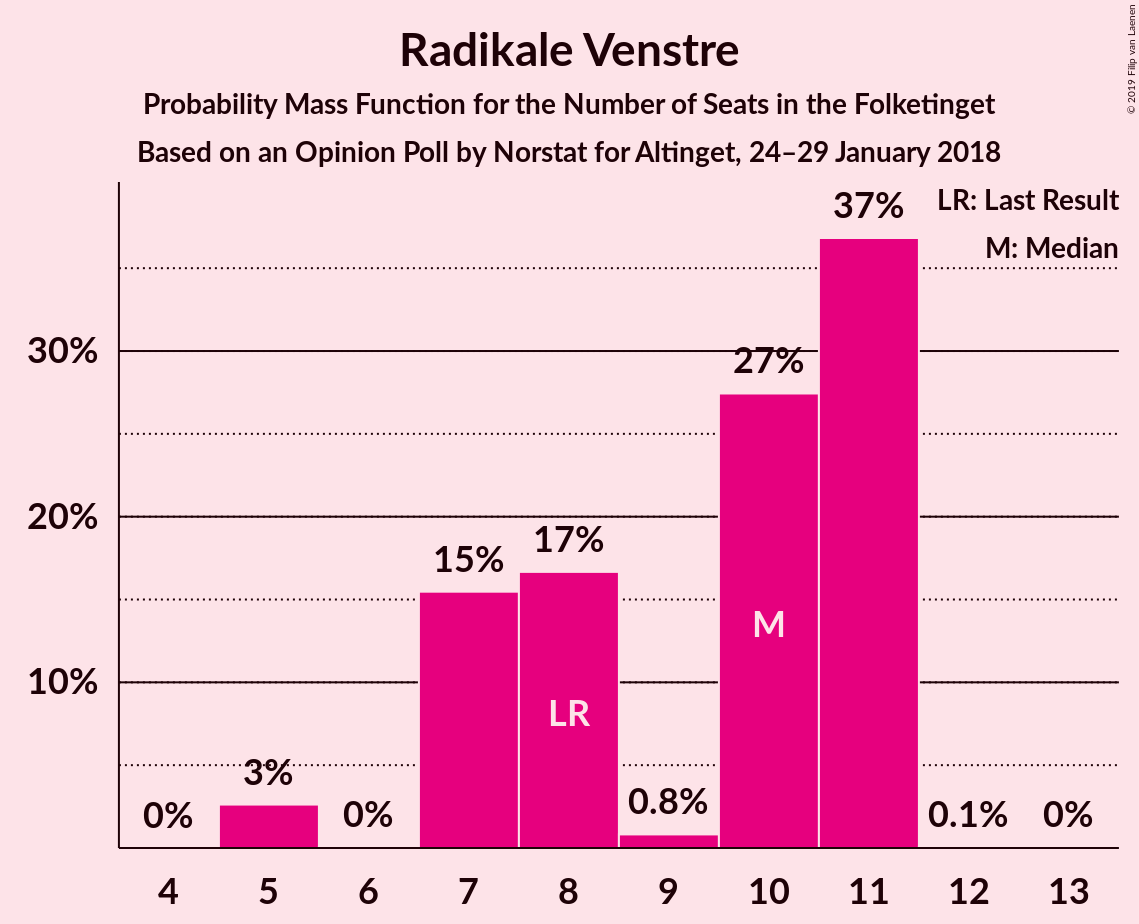 Radikale Venstre
Probability Mass Function for the Number of Seats in the Folketinget
Based on an Opinion Poll by Norstat for Altinget, 24–29 January 2018
© 2019 Filip van Laenen
LR: Last Result
M: Median
37%
30%
27%
20%
17%
15%
M
10%
LR
3%
0%
0%
0.8%
0.1%
0%
4 5 6 7 8 9 10 11 12 13